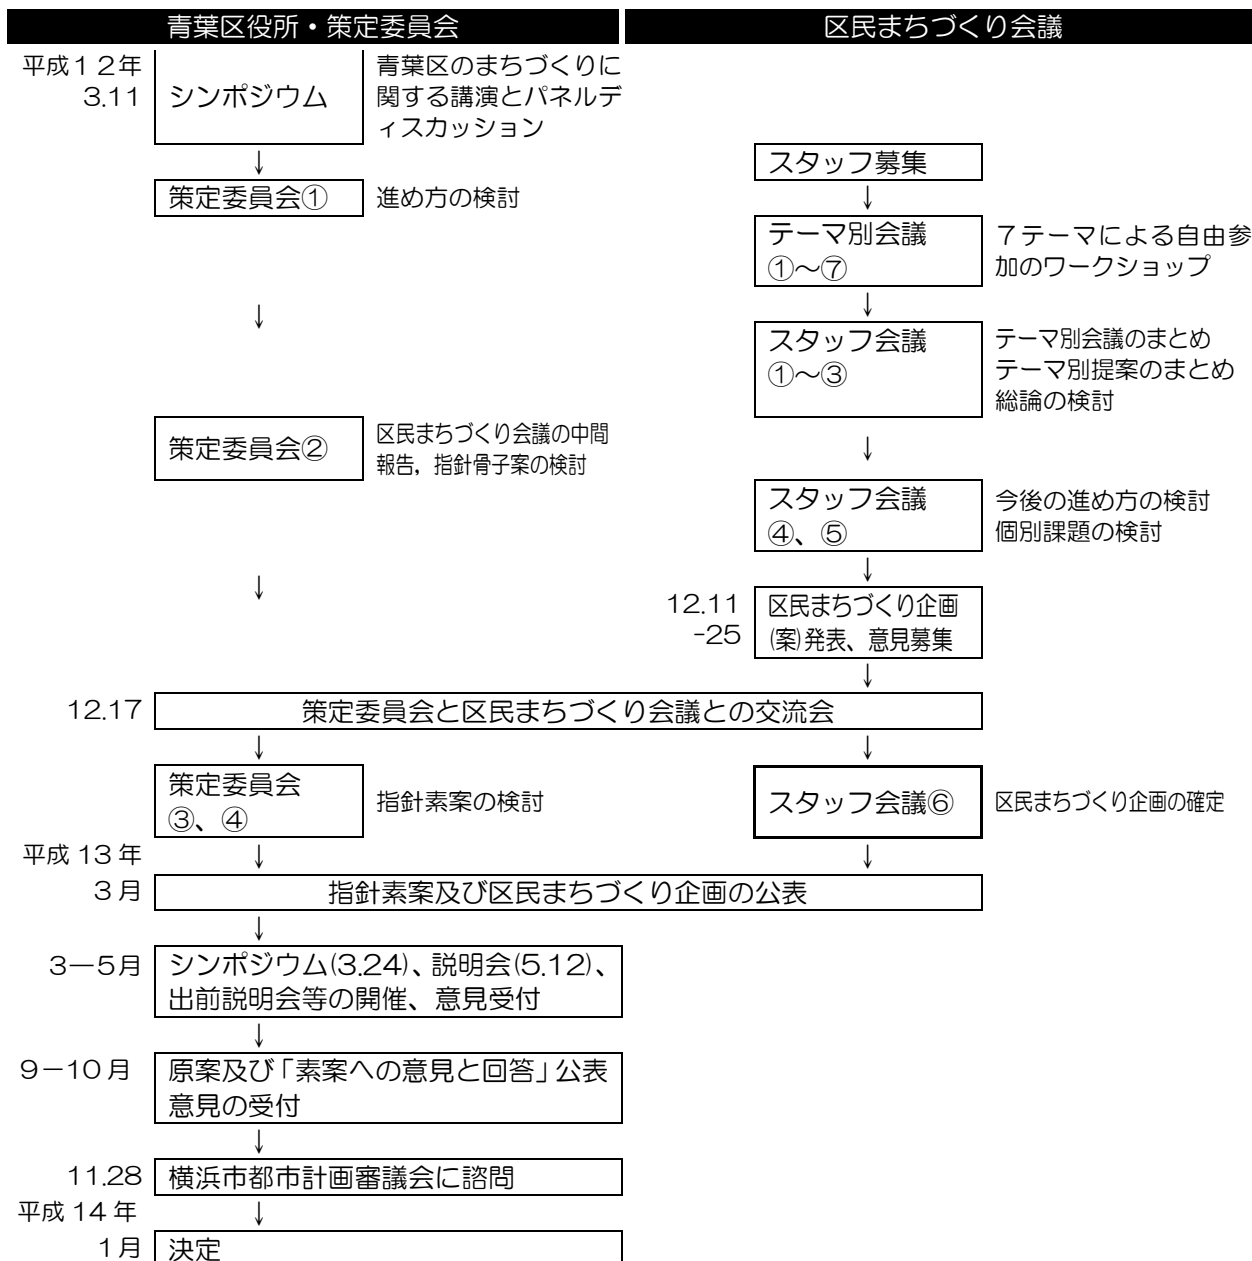 青葉区役所・策定委員会
区民まちづくり会議
平成１２年
3.11
シンポジウム
青葉区のまちづくりに
関する講演とパネルデ
ィスカッション
↓
スタッフ募集
策定委員会①
進め方の検討
↓
テーマ別会議
①～⑦
７テーマによる自由参
加のワークショップ
↓
↓
スタッフ会議
①～③
テーマ別会議のまとめ
テーマ別提案のまとめ
総論の検討
策定委員会②
区民まちづくり会議の中間
報告，指針骨子案の検討
↓
スタッフ会議
④、⑤
今後の進め方の検討
個別課題の検討
↓
↓
12.11
-25
区民まちづくり企画
(案)発表、意見募集
↓
12.17
策定委員会と区民まちづくり会議との交流会
↓
↓
策定委員会
③、④
指針素案の検討
スタッフ会議⑥
区民まちづくり企画の確定
平成 13 年
↓
↓
３月
指針素案及び区民まちづくり企画の公表
↓
3―5月
シンポジウム(3.24)、説明会(5.12)、
出前説明会等の開催、意見受付
↓
9－10 月
原案及び「素案への意見と回答」公表
意見の受付
↓
11.28
横浜市都市計画審議会に諮問
平成 14 年
↓
1 月
決定